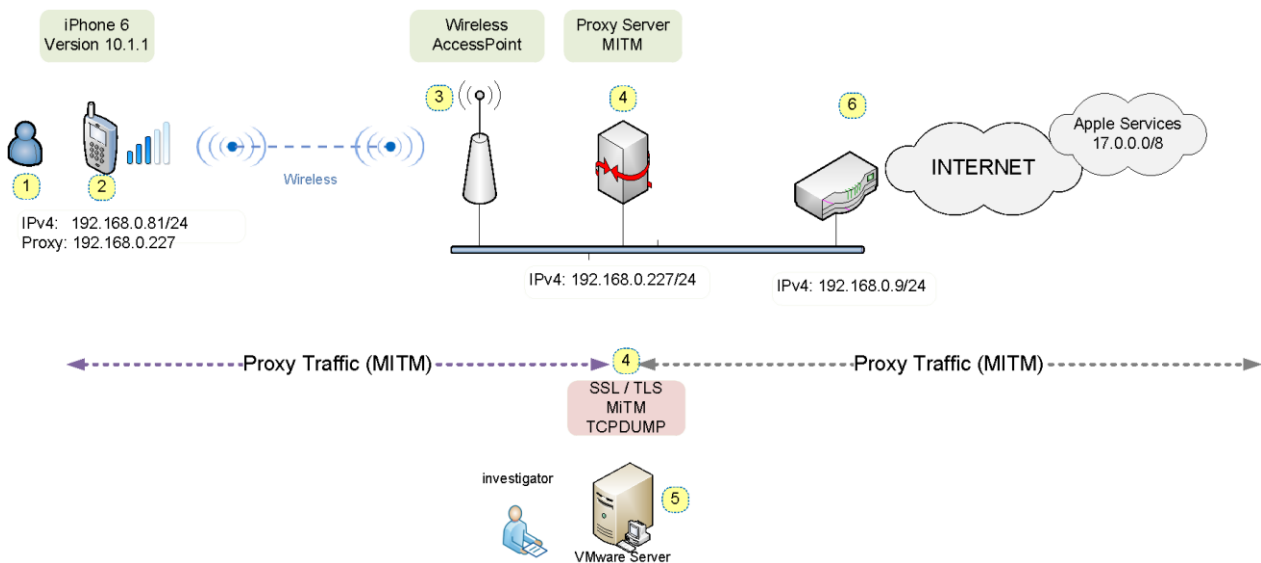 iPhone 6
Version 10.1.1
Wireless
AccessPoint
Proxy Server
MITM
3
4
6
Apple Services
17.0.0.0/8
INTERNET
1
2
Wireless
IPv4: 192.168.0.81/24
Proxy: 192.168.0.227
IPv4: 192.168.0.227/24
IPv4: 192.168.0.9/24
Proxy Traffic (MITM)
4
Proxy Traffic (MITM)
SSL / TLS
MiTM
TCPDUMP
investigator
5
VMware Server